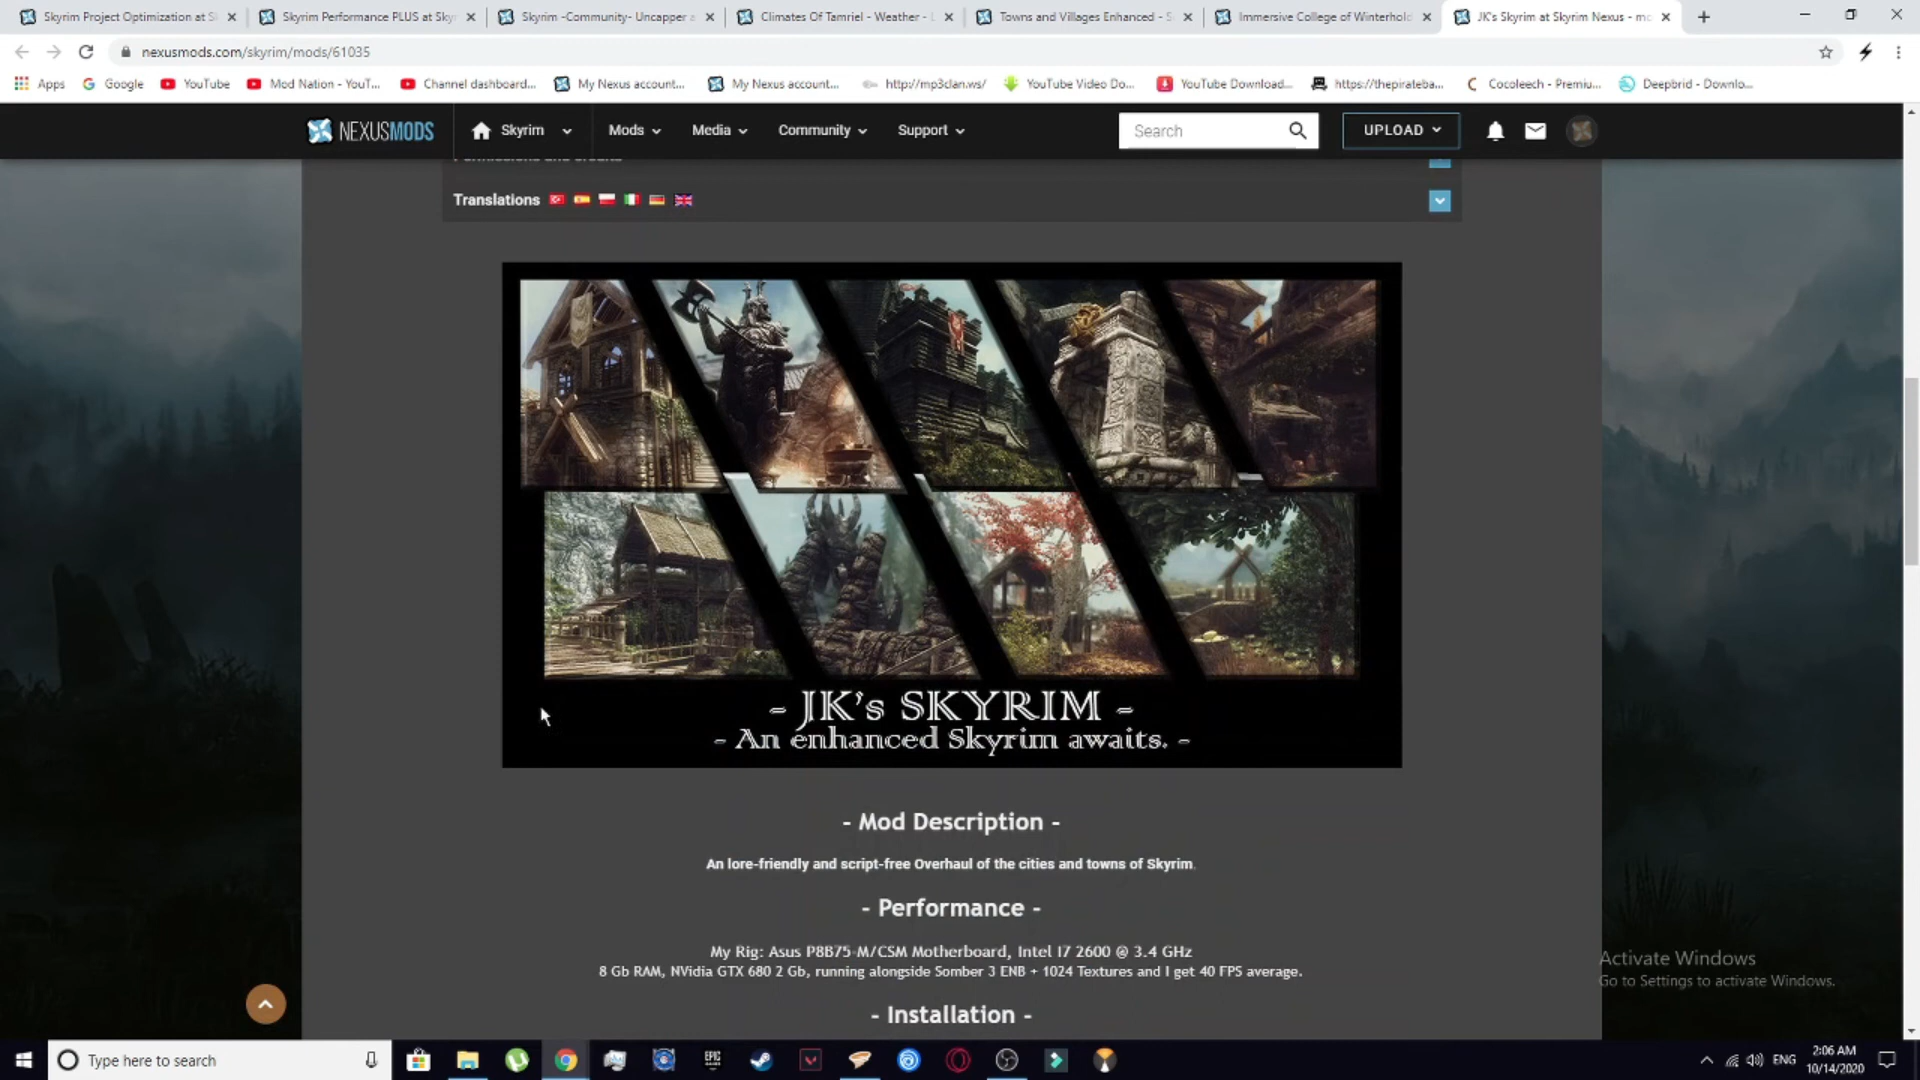 Skyrim Project Optimization at S
Skyrim Performance PLUS at Sky
Skyrim -Community- Uncapper a
Climates Of Tamriel - Weather - L
Towns and Villages Enhanced - S
Immersive College of Winterhold
JK's Skyrim at Skyrim Nexus - mo
nexusmods.com/skyrim/mods/61035
Apps
Google
YouTube
Mod Nation - YouT...
Channel dashboard...
My Nexus account...
My Nexus account...
http://mp3clan.ws/
YouTube Video Do...
YouTube Download...
https://thepirateba...
Cocoleech - Premiu...
Deepbrid - Downlo...
NEXUSMODS
Skyrim
Mods
Media
Community
Support
Search
UPLOAD
Permissions and credits
Translations
- JK's SKYRIM -
- An enhanced Skyrim awaits. -
- Mod Description -
An lore-friendly and script-free Overhaul of the cities and towns of Skyrim.
- Performance -
My Rig: Asus P8B75-M/CSM Motherboard, Intel I7 2600 @ 3.4 GHz
8 Gb RAM, NVidia GTX 680 2 Gb, running alongside Somber 3 ENB + 1024 Textures and I get 40 FPS average.
- Installation -
Activate Windows
Go to Settings to activate Windows.
Type here to search
EPIC
ENG
2:06 AM
10/14/2020